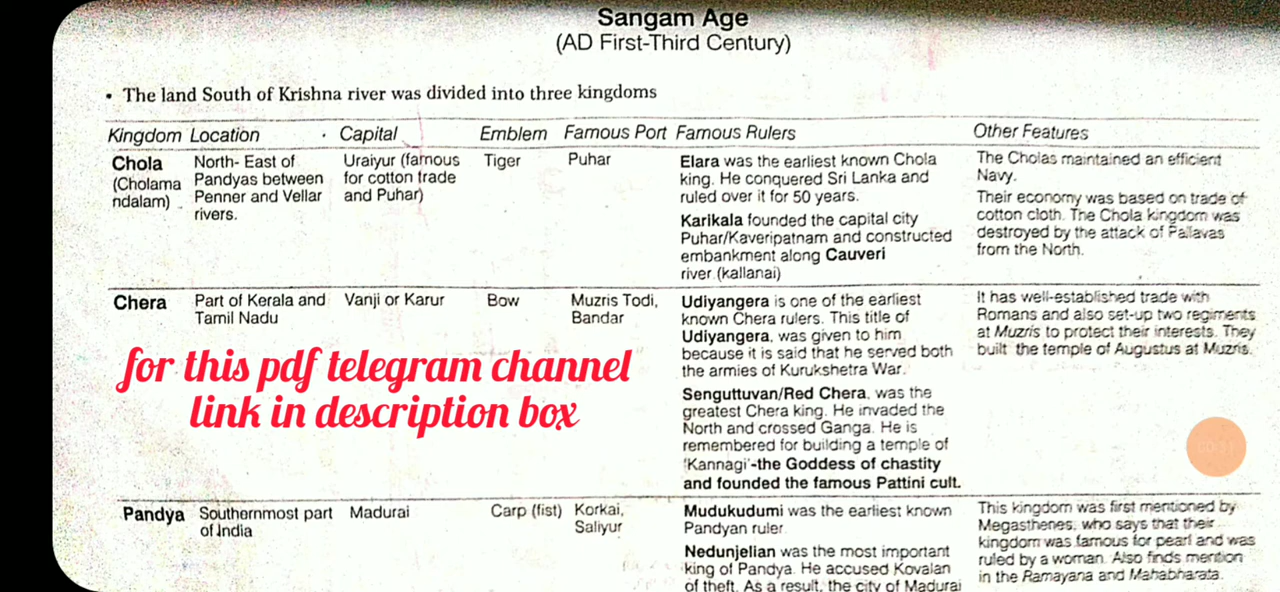 Sangam Age
(AD First-Third Century)
• The land South of Krishna river was divided into three kingdoms
Kingdom Location Capital Emblem Famous Port Famous Rulers Other Features
Chola
(Cholama
ndalam)
North- East of
Pandyas between
Penner and Vellar
rivers.
Uraiyur (famous
for cotton trade
and Puhar)
Tiger
Puhar
Elara was the earliest known Chola
king. He conquered Sri Lanka and
ruled over it for 50 years.
Karikala founded the capital city
Puhar/Kaveripatnam and constructed
embankment along Cauveri
river (kallanai)
The Cholas maintained an efficient
Navy.
Their economy was based on trade of
cotton cloth. The Chola kingdom was
destroyed by the attack of Pallavas
from the North.
Chera
Part of Kerala and
Tamil Nadu
Vanji or Karur
Bow
Muzris Todi,
Bandar
Udiyangera is one of the earliest
known Chera rulers. This title of
Udiyangera, was given to him
because it is said that he served both
the armies of Kurukshetra War.
Senguttuvan/Red Chera, was the
greatest Chera king. He invaded the
North and crossed Ganga. He is
remembered for building a temple of
'Kannagi'-the Goddess of chastity
and founded the famous Pattini cult.
It has well-established trade with
Romans and also set-up two regiments
at Muzris to protect their interests. They
built the temple of Augustus at Muzris.
for this pdf telegram channel
link in description box
Pandya
Southernmost part
of India
Madurai
Carp (fist)
Korkai,
Saliyur
Mudukudumi was the earliest known
Pandyan ruler
Nedunjelian was the most important
king of Pandya. He accused Kovalan
of theft. As a result, the city of Madurai
This kingdom was first mentioned by
Megasthenes, who says that their
kingdom was famous for pearl and was
ruled by a woman. Also finds mention
in the Ramayana and Mahabharata.